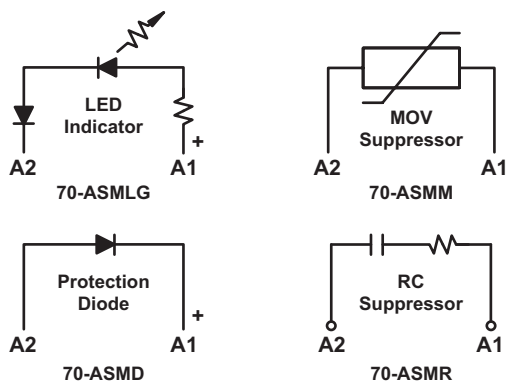 LED
Indicator
+
A2
A1
70-ASMLG
MOV
Suppressor
A2
A1
70-ASMM
Protection
Diode
+
A2
A1
70-ASMD
RC
Suppressor
A2
A1
70-ASMR